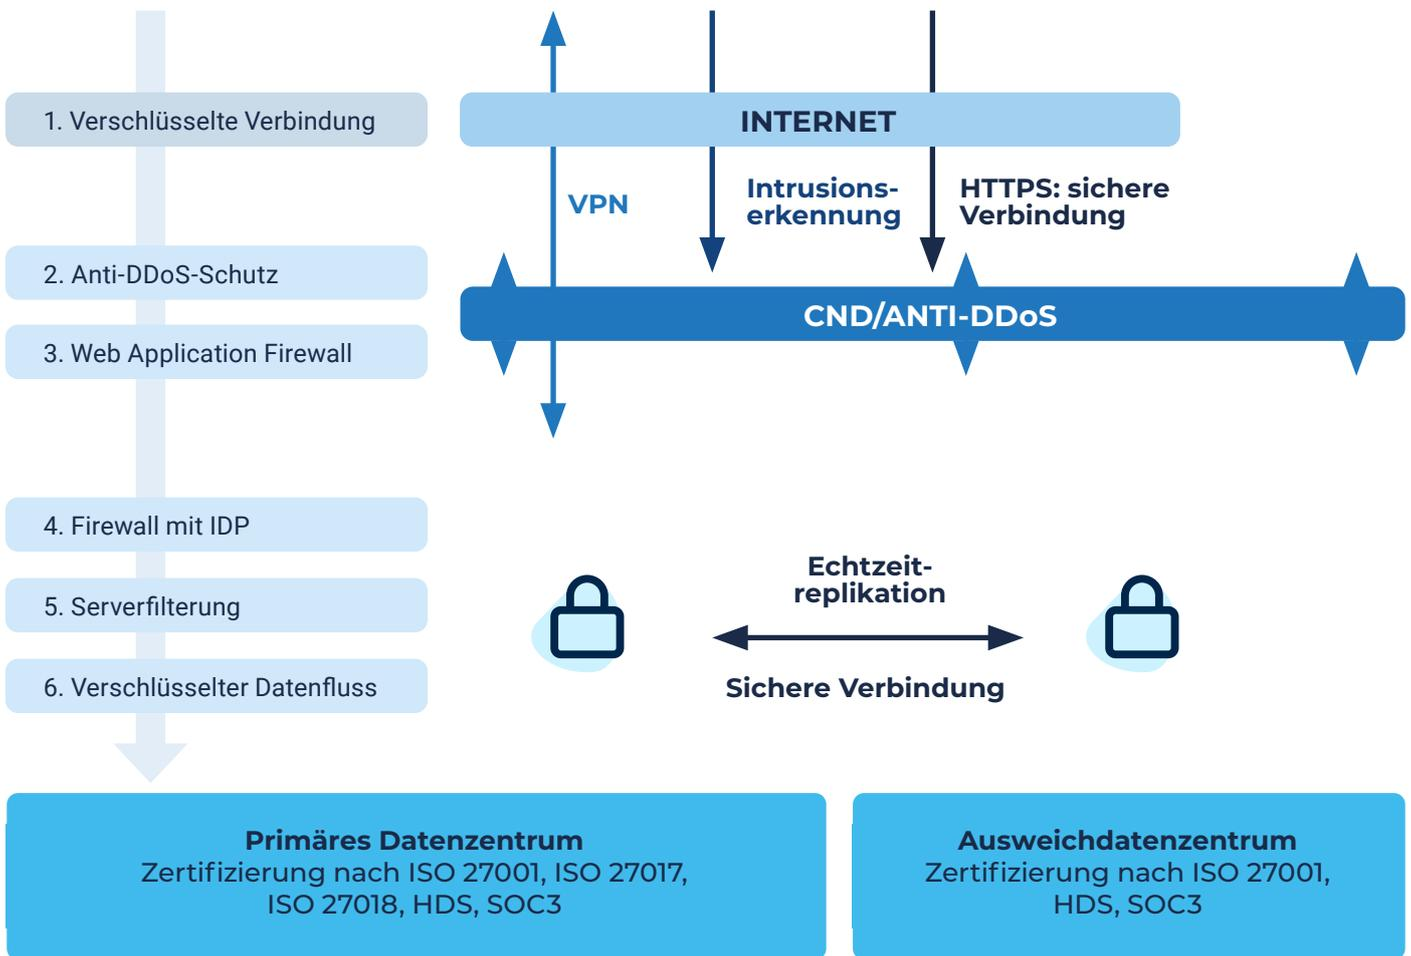 1. Verschlüsselte Verbindung
INTERNET
VPN
Intrusions-
erkennung
HTTPS: sichere
Verbindung
2. Anti-DDoS-Schutz
CND/ANTI-DDoS
3. Web Application Firewall
4. Firewall mit IDP
5. Serverfilterung
6. Verschlüsselter Datenfluss
Echtzeit-
replikation
Sichere Verbindung
Primäres Datenzentrum
Zertifizierung nach ISO 27001, ISO 27017,
ISO 27018, HDS, SOC3
Ausweichdatenzentrum
Zertifizierung nach ISO 27001,
HDS, SOC3